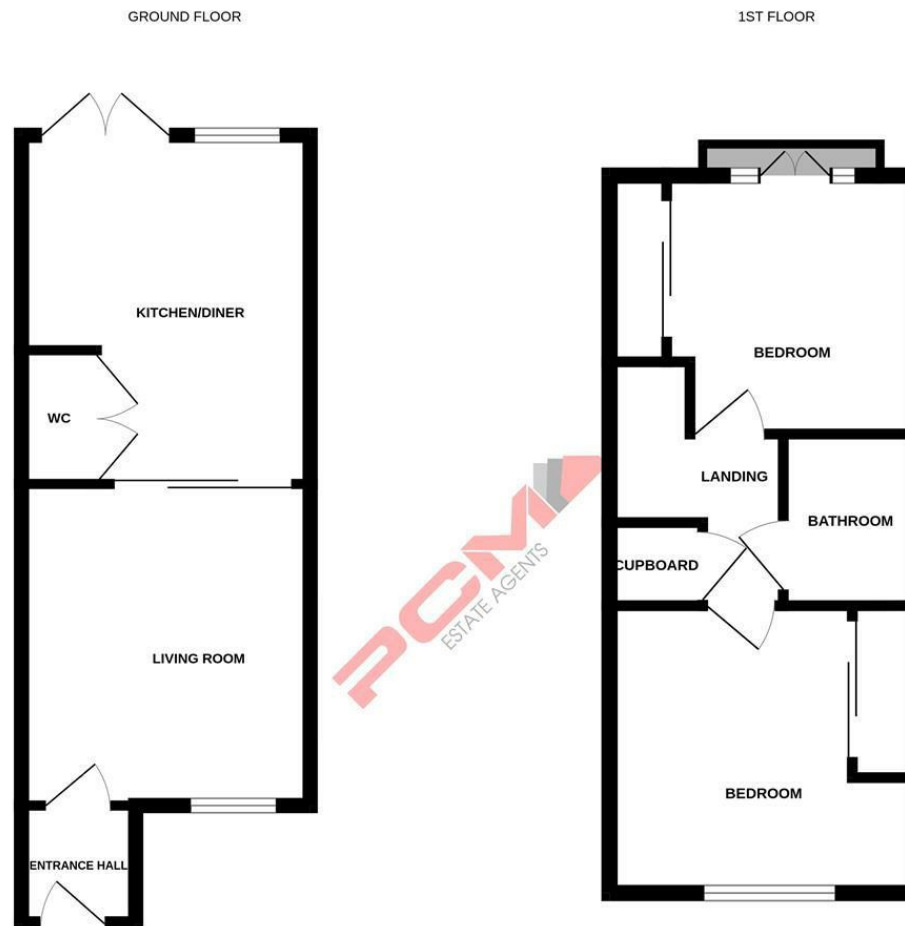 GROUND FLOOR
1ST FLOOR
KITCHEN/DINER
WC
LIVING ROOM
ENTRANCE HALL
BEDROOM
LANDING
BATHROOM
CUPBOARD
BEDROOM
PCM
ESTATE AGENTS